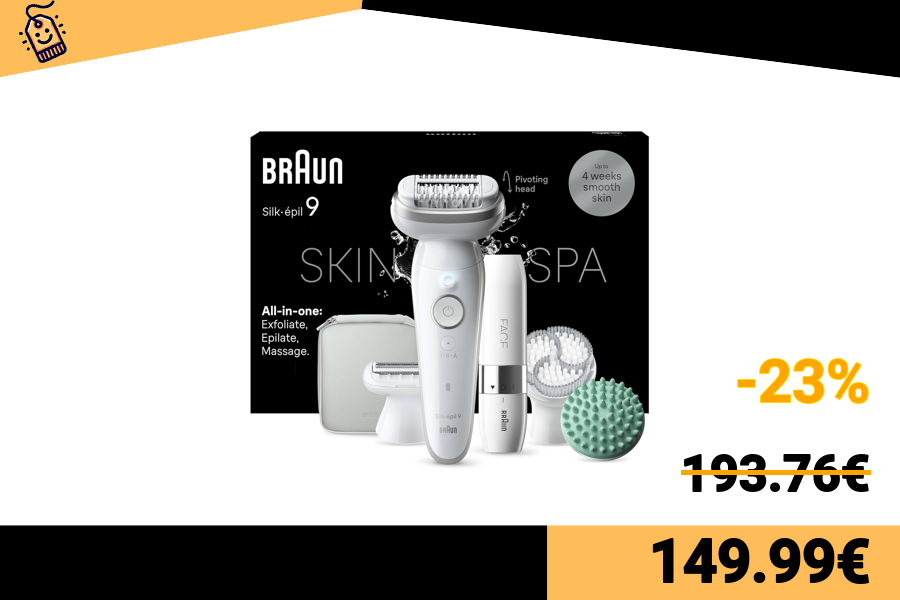 BRAUN
Silk·épil 9
Pivoting
head
Up to
4 weeks
smooth
skin
SKIN SPA
All-in-one:
Exfoliate,
Epilate,
Massage.
FACE
Silk·épil 9
BRAUN
BRAUN
-23%
193.76€
149.99€